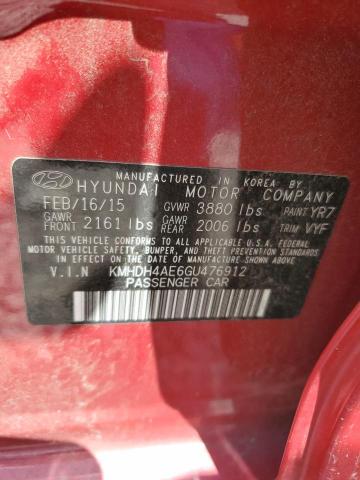 MANUFACTURED IN KOREA BY
HYUNDAI MOTOR COMPANY
FEB/16/15 GVWR 3880 lbs PAINT YR7
GAWR FRONT 2161 lbs GAWR REAR 2006 lbs TRIM VYF
THIS VEHICLE CONFORMS TO ALL APPLICABLE U.S.A. FEDERAL
MOTOR VEHICLE SAFETY, BUMPER, AND THEFT PREVENTION
STANDARDS IN EFFECT ON THE DATE OF MANUFACTURE SHOWN ABOVE.
V.I.N KMHDH4AE6GU476912
PASSENGER CAR